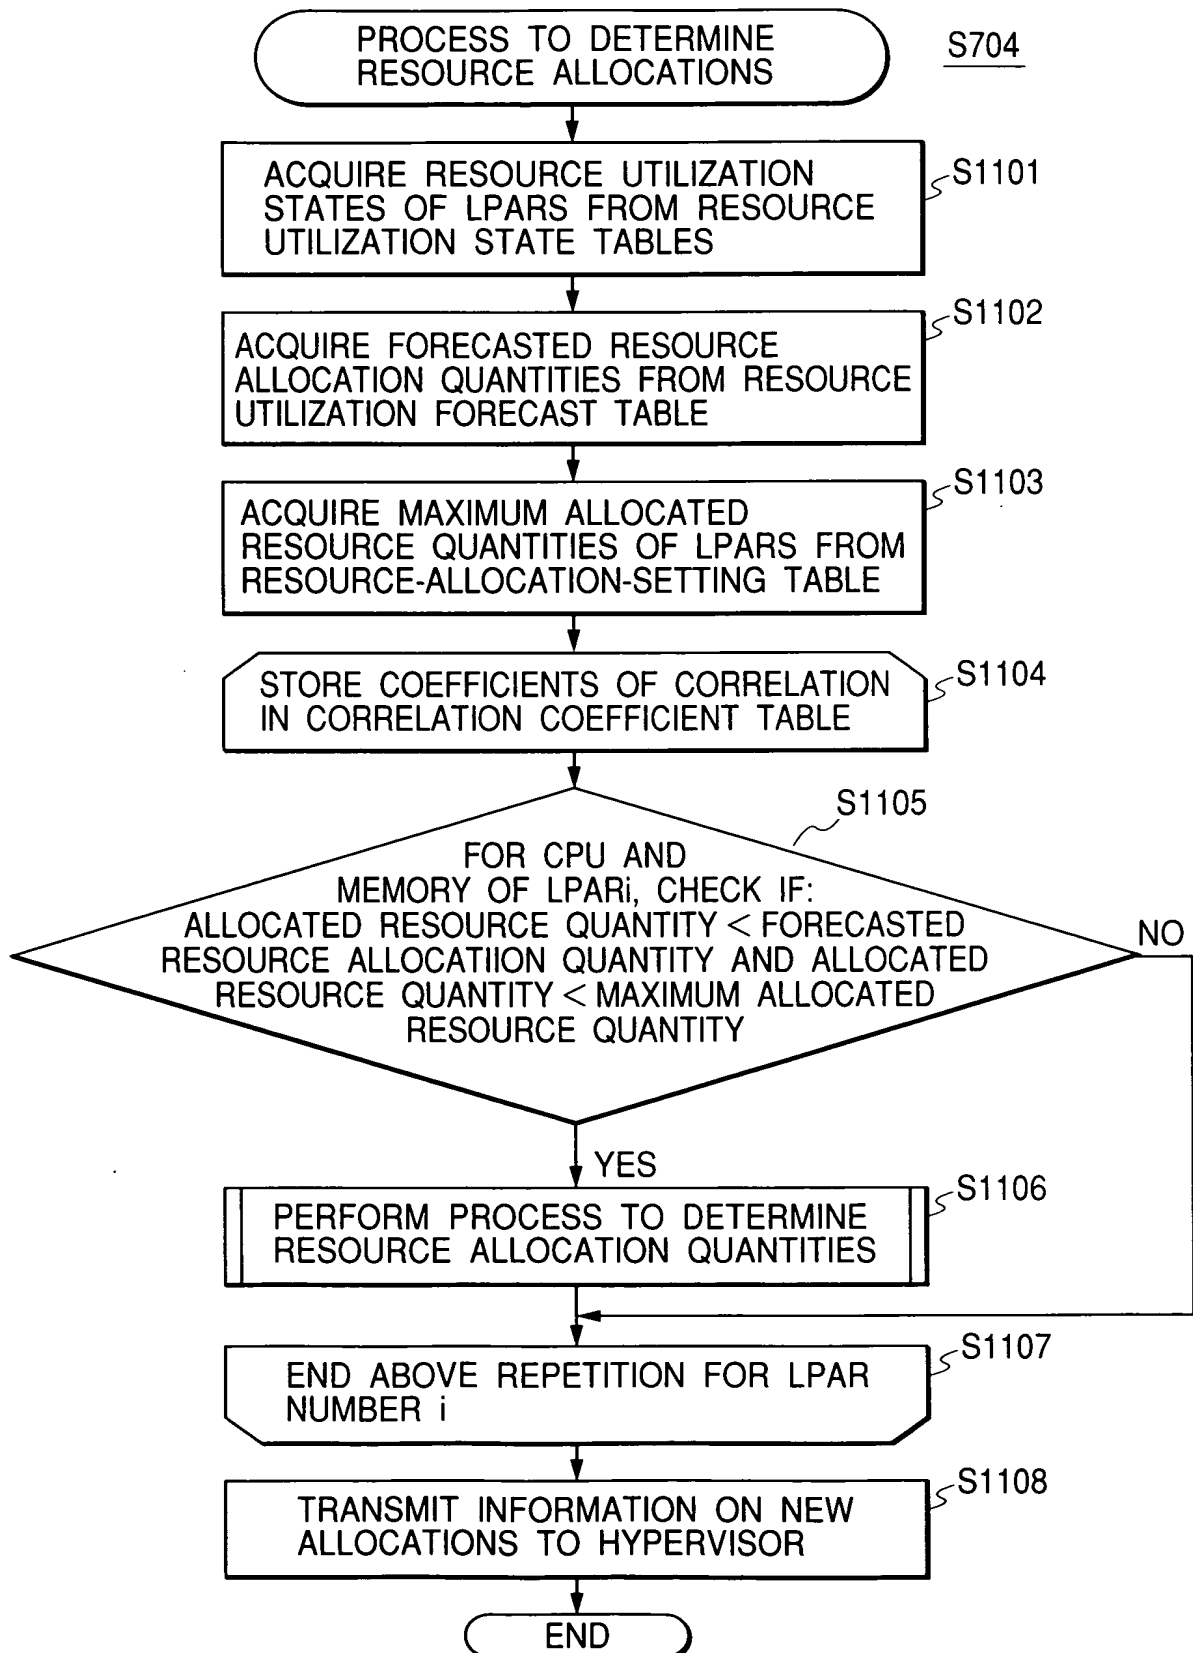 PROCESS TO DETERMINE
RESOURCE ALLOCATIONS
S704
ACQUIRE RESOURCE UTILIZATION
STATES OF LPARS FROM RESOURCE
UTILIZATION STATE TABLES
S1101
ACQUIRE FORECASTED RESOURCE
ALLOCATION QUANTITIES FROM RESOURCE
UTILIZATION FORECAST TABLE
S1102
ACQUIRE MAXIMUM ALLOCATED
RESOURCE QUANTITIES OF LPARS FROM
RESOURCE-ALLOCATION-SETTING TABLE
S1103
STORE COEFFICIENTS OF CORRELATION
IN CORRELATION COEFFICIENT TABLE
S1104
S1105
FOR CPU AND
MEMORY OF LPARi, CHECK IF:
ALLOCATED RESOURCE QUANTITY < FORECASTED
RESOURCE ALLOCATIION QUANTITY AND ALLOCATED
RESOURCE QUANTITY < MAXIMUM ALLOCATED
RESOURCE QUANTITY
NO
YES
PERFORM PROCESS TO DETERMINE
RESOURCE ALLOCATION QUANTITIES
S1106
END ABOVE REPETITION FOR LPAR
NUMBER i
S1107
TRANSMIT INFORMATION ON NEW
ALLOCATIONS TO HYPERVISOR
S1108
END